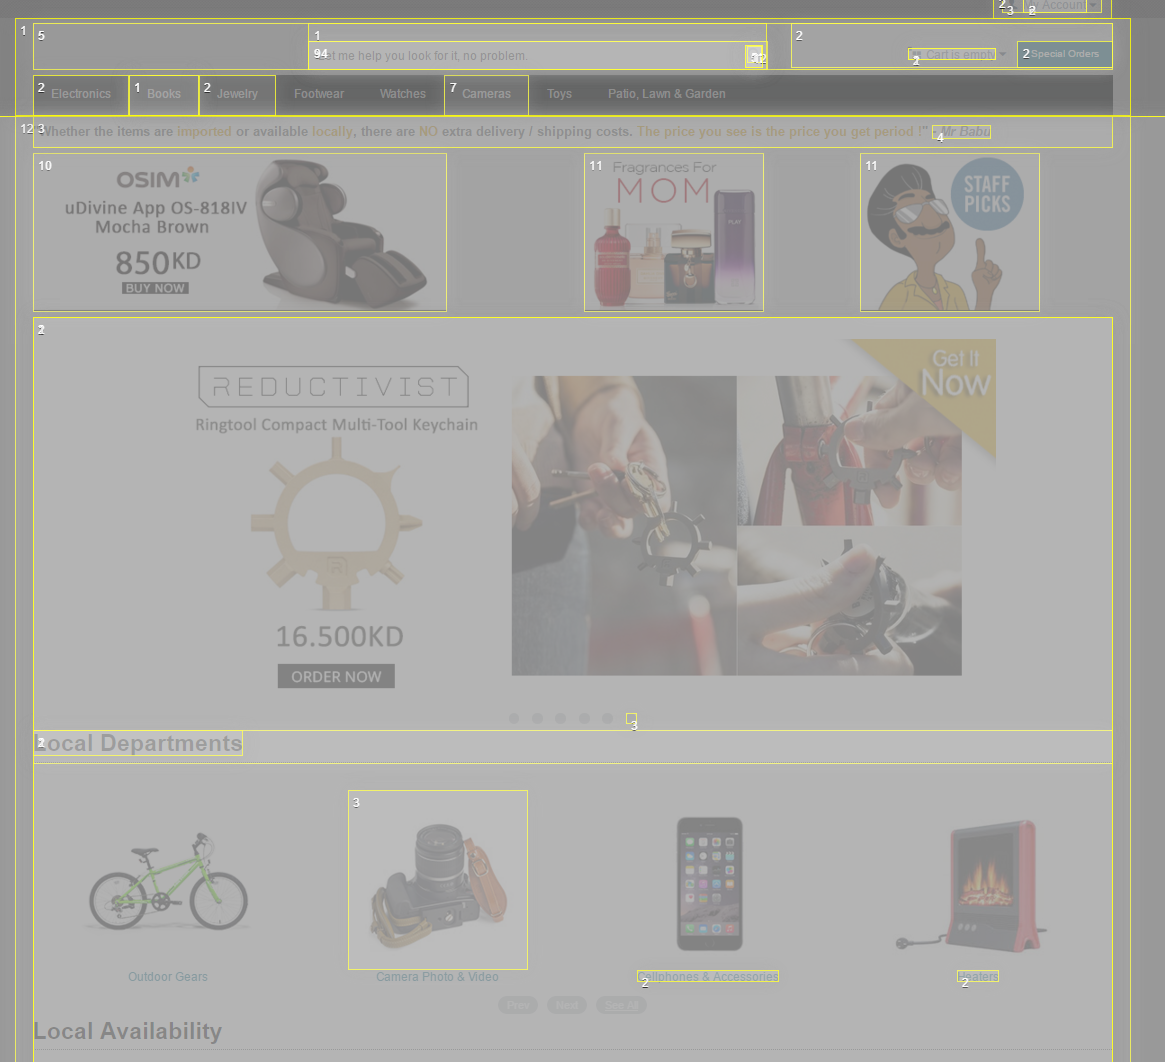 My Account
2 3 2
1
5
1
2
Let me help you look for it, no problem.
94
Cart is empty
2 Special Orders
2 Electronics 1 Books 2 Jewelry Footwear Watches 7 Cameras Toys Patio, Lawn & Garden
12 3 Whether the items are imported or available locally, there are NO extra delivery / shipping costs. The price you see is the price you get period !" - Mr Babu
4
10
OSIM
uDivine App OS-818IV
Mocha Brown
850KD
BUY NOW
11
Fragrances For
MOM
PLAY
11
STAFF
PICKS
2
REDUCTIVIST
Ringtool Compact Multi-Tool Keychain
16.500KD
ORDER NOW
Get It
Now
3
2
Local Departments
3
Outdoor Gears
Camera Photo & Video
Cellphones & Accessories
2
Heaters
2
Prev Next See All
Local Availability